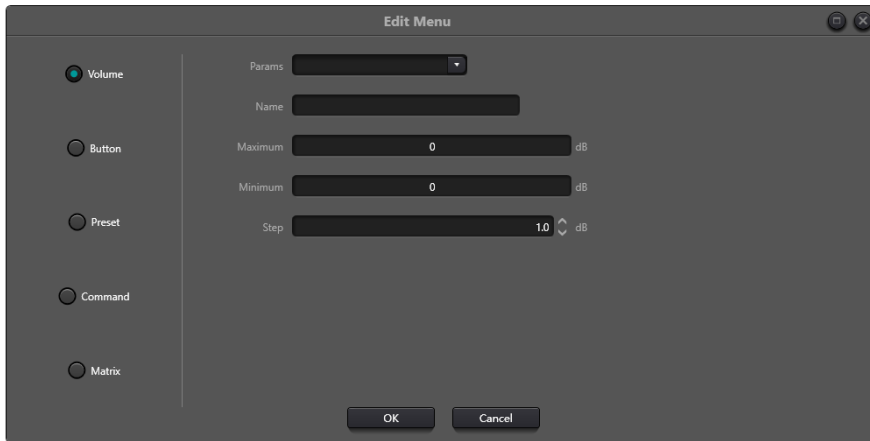 Edit Menu
Volume
Button
Preset
Command
Matrix
Params
Name
Maximum 0 dB
Minimum 0 dB
Step 1.0 dB
OK Cancel